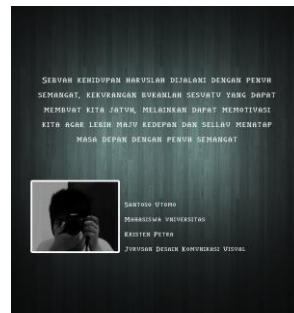 Sebuah kehidupan haruslah dijalani dengan penuh
semangat, kekurangan bukanlah sesuatu yang dapat
membuat kita jatuh, melainkan dapat memotivasi
kita agar lebih maju kedepan dan sellau menatap
masa depan dengan penuh semangat
Santoso Utomo
Mahasiswa universitas
Kristen Petra
Jurusan Desain Komunikasi Visual